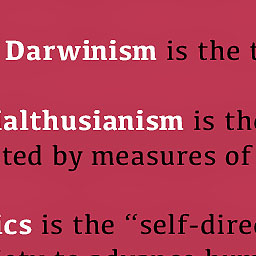 Darwinism is the
althusianism is the
ted by measures of
ics is the “self-direc